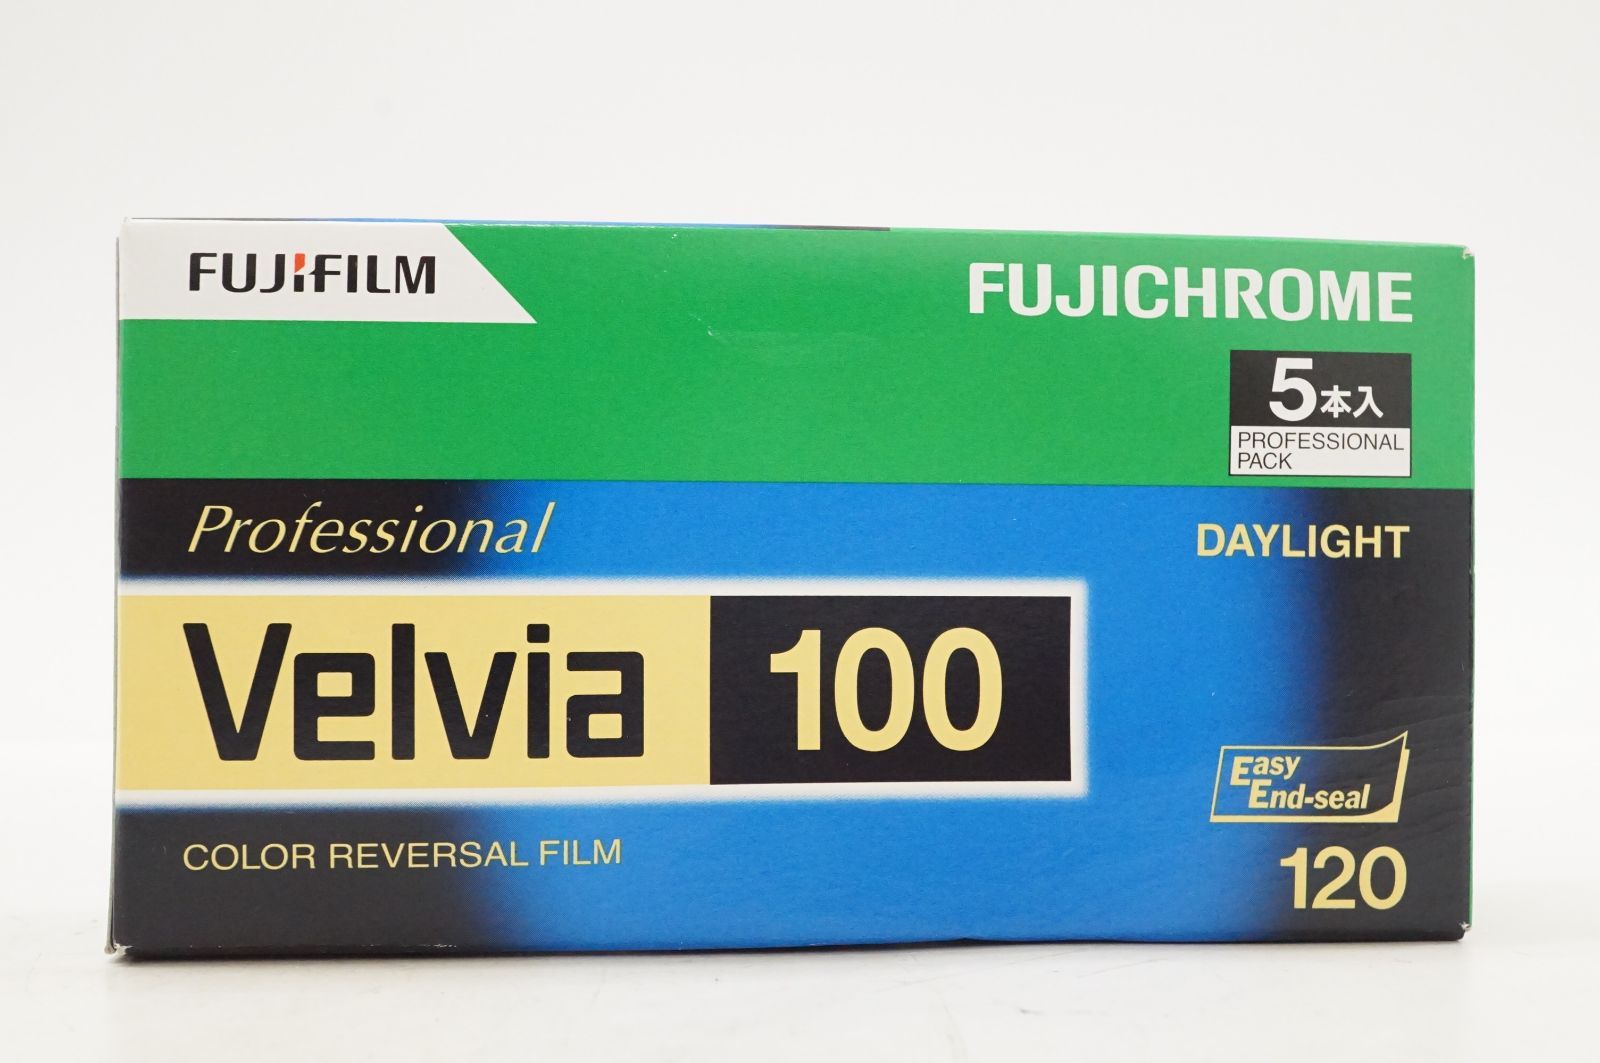 FUJIFILM
FUJICHROME
5本入
PROFESSIONAL
PACK
Professional
DAYLIGHT
Velvia 100
Easy
End-seal
COLOR REVERSAL FILM
120